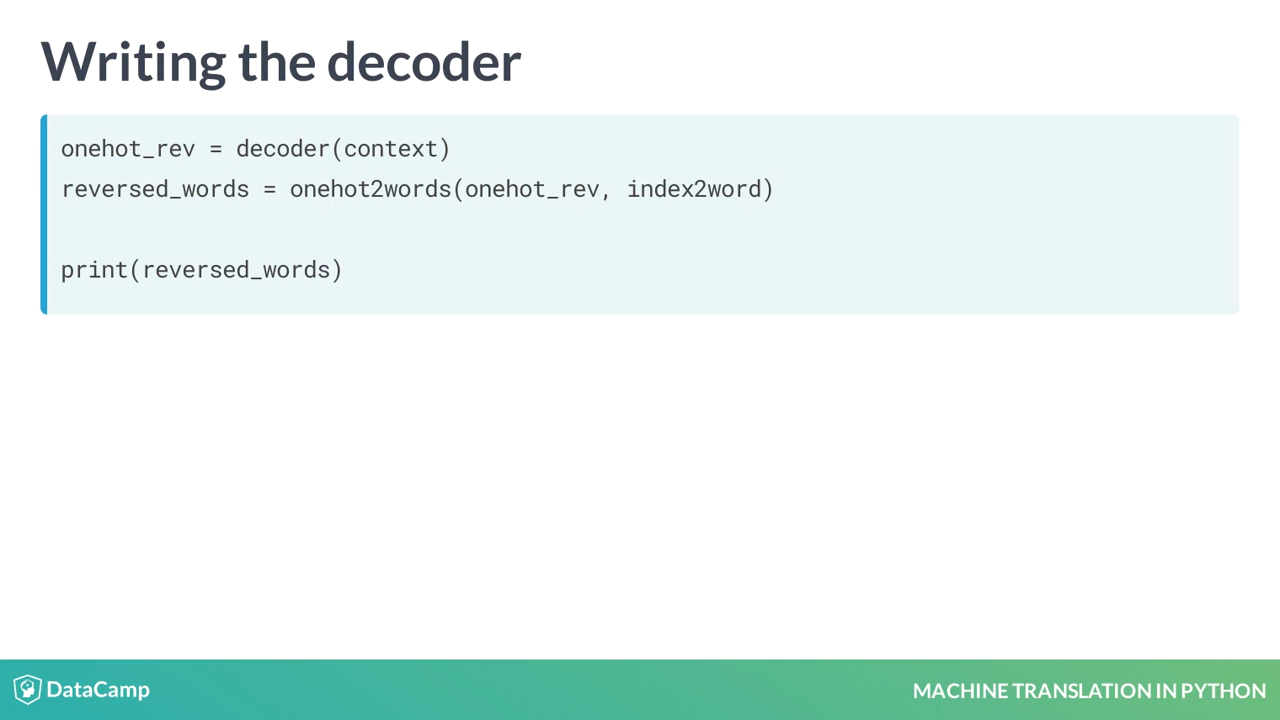 Writing the decoder
onehot_rev = decoder(context)
reversed_words = onehot2words(onehot_rev, index2word)
print(reversed_words)
DataCamp
MACHINE TRANSLATION IN PYTHON